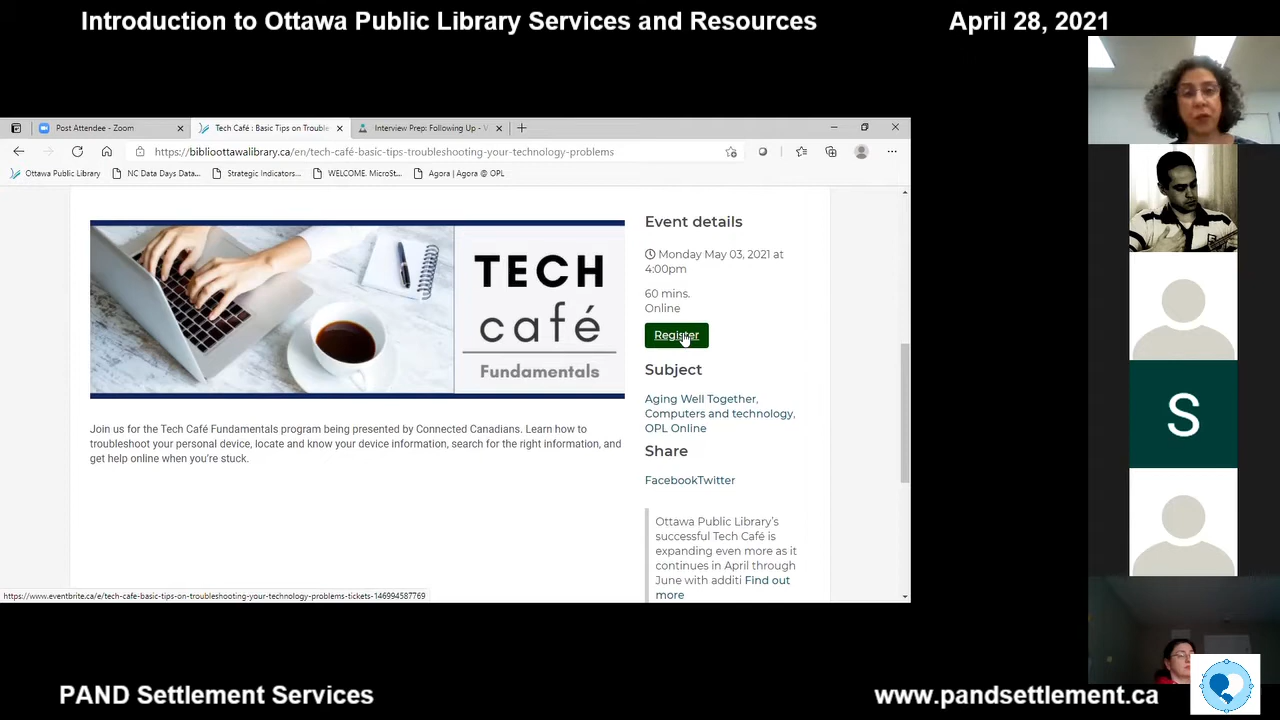 Introduction to Ottawa Public Library Services and Resources
April 28, 2021
Post Attendee - Zoom
Tech Café : Basic Tips on Trouble
Interview Prep: Following Up - V
https://biblioottawalibrary.ca/en/tech-café-basic-tips-troubleshooting-your-technology-problems
Ottawa Public Library
NC Data Days Data...
Strategic Indicators...
WELCOME. MicroSt...
Agora | Agora @ OPL
TECH
café
Fundamentals
Join us for the Tech Café Fundamentals program being presented by Connected Canadians. Learn how to
troubleshoot your personal device, locate and know your device information, search for the right information, and
get help online when you're stuck.
Event details
Monday May 03, 2021 at
4:00pm
60 mins.
Online
Register
Subject
Aging Well Together,
Computers and technology,
OPL Online
Share
FacebookTwitter
Ottawa Public Library's
successful Tech Café is
expanding even more as it
continues in April through
June with additi Find out
more
https://www.eventbrite.ca/e/tech-cafe-basic-tips-on-troubleshooting-your-technology-problems-tickets-146994587769
S
PAND Settlement Services
www.pandsettlement.ca